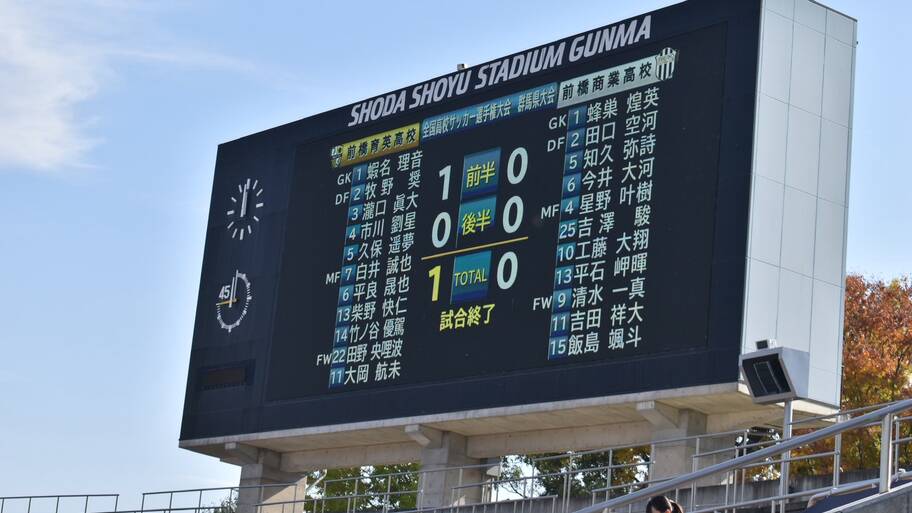 SHODA SHOYU STADIUM GUNMA
前橋育英高校
全国高校サッカー選手権大会 群馬県大会
前橋商業高校
GK 1 蝦名 理音
DF 2 牧野 奨
3 瀧口 眞大
4 市川 劉星
5 久保 遥夢
MF 7 白井 誠也
6 平良 晟也
13 柴野 快仁
14 竹ノ谷 優駕
FW 22 田野 央哩波
11 大岡 航未
1 前半 0
0 後半 0
1 TOTAL 0
試合終了
GK 1 蜂巣 煌英
DF 2 田口 空河
5 知久 弥詩
6 今井 大河
MF 4 星野 叶樹
25 吉澤 駿
10 工藤 大翔
13 平石 岬暉
FW 9 清水 一真
11 吉田 祥大
15 飯島 颯斗
45